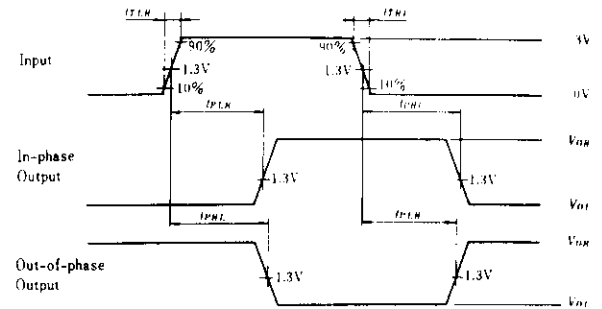 tTLH
tTHL
90%
90%
3V
Input
1.3V
1.3V
10%
10%
0V
tPLH
tPHL
VOH
In-phase
Output
1.3V
1.3V
VOL
tPHL
tPLH
VOH
Out-of-phase
Output
1.3V
1.3V
VOL